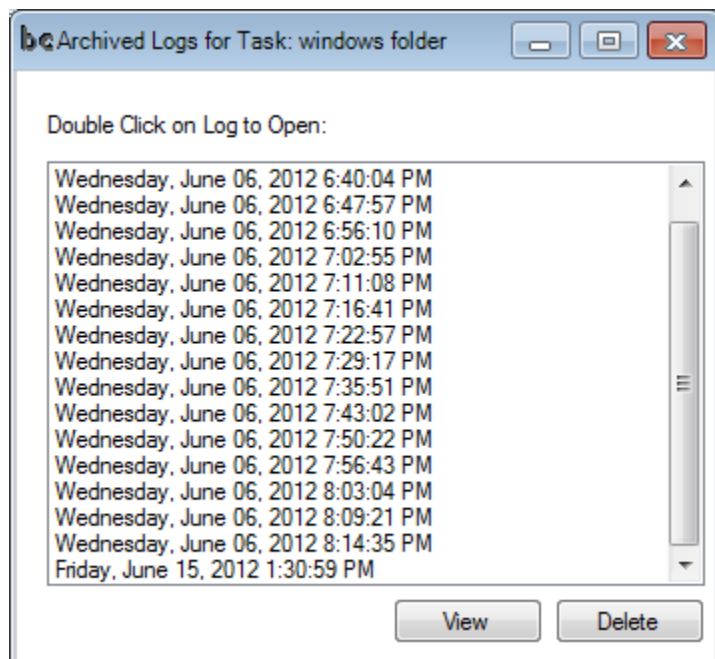 bc Archived Logs for Task: windows folder
Double Click on Log to Open:
Wednesday, June 06, 2012 6:40:04 PM
Wednesday, June 06, 2012 6:47:57 PM
Wednesday, June 06, 2012 6:56:10 PM
Wednesday, June 06, 2012 7:02:55 PM
Wednesday, June 06, 2012 7:11:08 PM
Wednesday, June 06, 2012 7:16:41 PM
Wednesday, June 06, 2012 7:22:57 PM
Wednesday, June 06, 2012 7:29:17 PM
Wednesday, June 06, 2012 7:35:51 PM
Wednesday, June 06, 2012 7:43:02 PM
Wednesday, June 06, 2012 7:50:22 PM
Wednesday, June 06, 2012 7:56:43 PM
Wednesday, June 06, 2012 8:03:04 PM
Wednesday, June 06, 2012 8:09:21 PM
Wednesday, June 06, 2012 8:14:35 PM
Friday, June 15, 2012 1:30:59 PM
View Delete